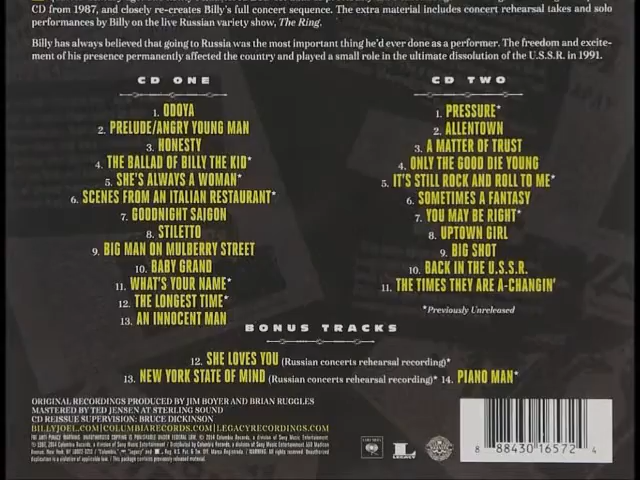 CD from 1987, and closely re-creates Billy's full concert sequence. The extra material includes concert rehearsal takes and solo
performances by Billy on the live Russian variety show, The Ring.
Billy has always believed that going to Russia was the most important thing he'd ever done as a performer. The freedom and excite-
ment of his presence permanently affected the country and played a small role in the ultimate dissolution of the U.S.S.R. in 1991.
CD ONE
1. ODOYA
2. PRELUDE/ANGRY YOUNG MAN
3. HONESTY
4. THE BALLAD OF BILLY THE KID*
5. SHE'S ALWAYS A WOMAN*
6. SCENES FROM AN ITALIAN RESTAURANT*
7. GOODNIGHT SAIGON
8. STILETTO
9. BIG MAN ON MULBERRY STREET
10. BABY GRAND
11. WHAT'S YOUR NAME*
12. THE LONGEST TIME*
13. AN INNOCENT MAN
CD TWO
1. PRESSURE*
2. ALLENTOWN
3. A MATTER OF TRUST
4. ONLY THE GOOD DIE YOUNG
5. IT'S STILL ROCK AND ROLL TO ME*
6. SOMETIMES A FANTASY
7. YOU MAY BE RIGHT*
8. UPTOWN GIRL
9. BIG SHOT
10. BACK IN THE U.S.S.R.
11. THE TIMES THEY ARE A-CHANGIN'
*Previously Unreleased
BONUS TRACKS
12. SHE LOVES YOU (Russian concerts rehearsal recording)*
13. NEW YORK STATE OF MIND (Russian concerts rehearsal recording)* 14. PIANO MAN*
ORIGINAL RECORDINGS PRODUCED BY JIM BOYER AND BRIAN RUGGLES
MASTERED BY TED JENSEN AT STERLING SOUND
CD REISSUE SUPERVISION: BRUCE DICKINSON
BILLYJOEL.COM|COLUMBIARECORDS.COM|LEGACYRECORDINGS.COM
LEGACY
8 88430 16572 4